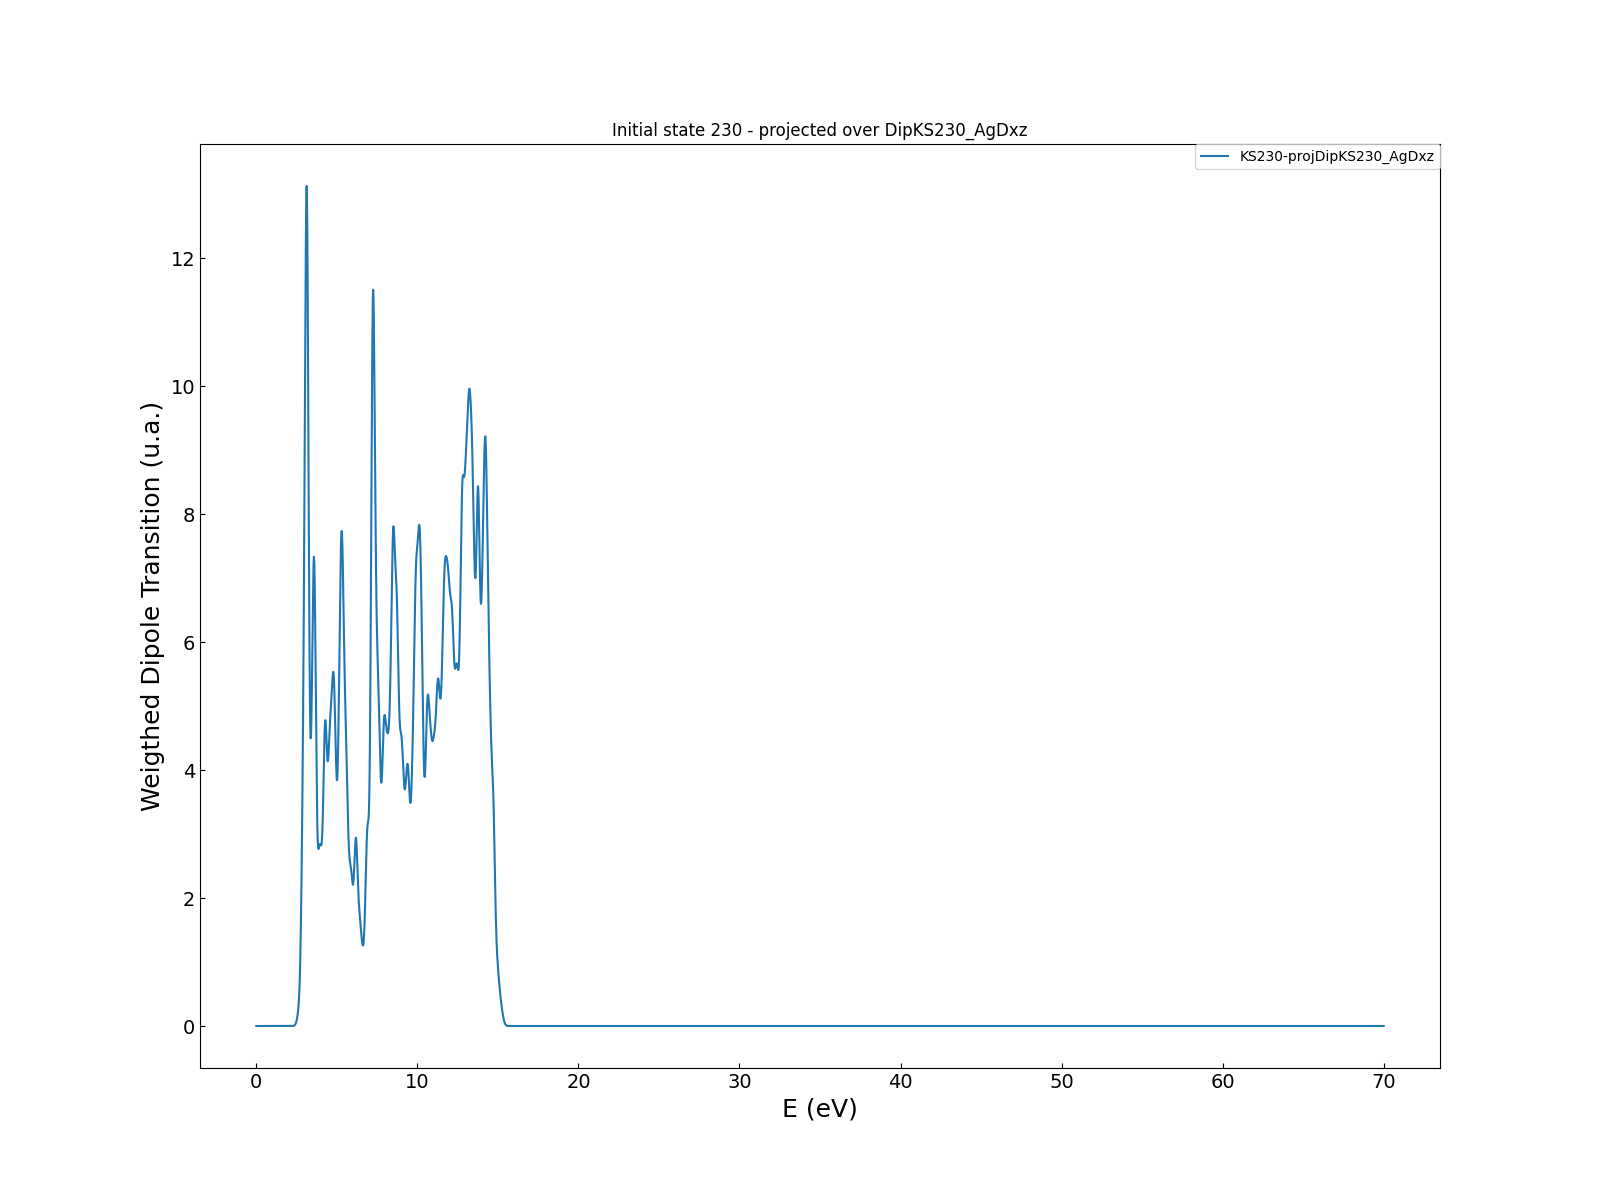 Initial state 230 - projected over DipKS230_AgDxz
KS230-projDipKS230_AgDxz
Weigthed Dipole Transition (u.a.)
12
10
8
6
4
2
0
0 10 20 30 40 50 60 70
E (eV)